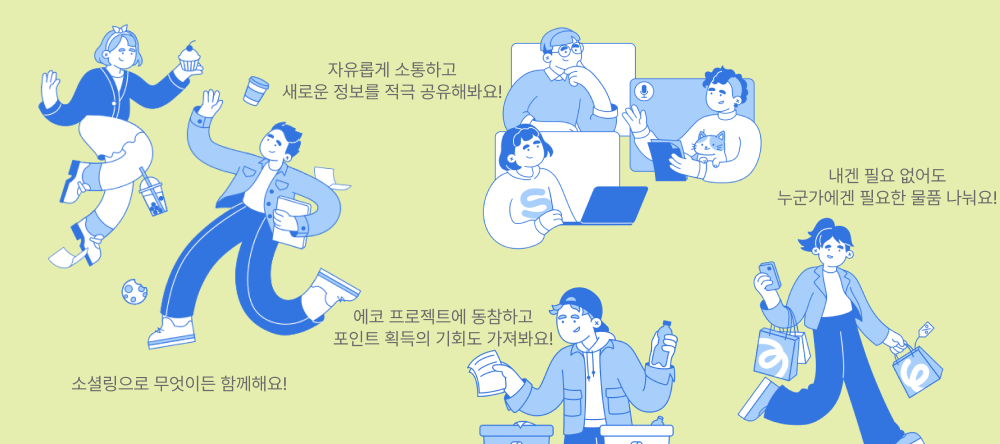 자유롭게 소통하고
새로운 정보를 적극 공유해봐요!
내겐 필요 없어도
누군가에겐 필요한 물품 나눠요!
에코 프로젝트에 동참하고
포인트 획득의 기회도 가져봐요!
소셜링으로 무엇이든 함께해요!